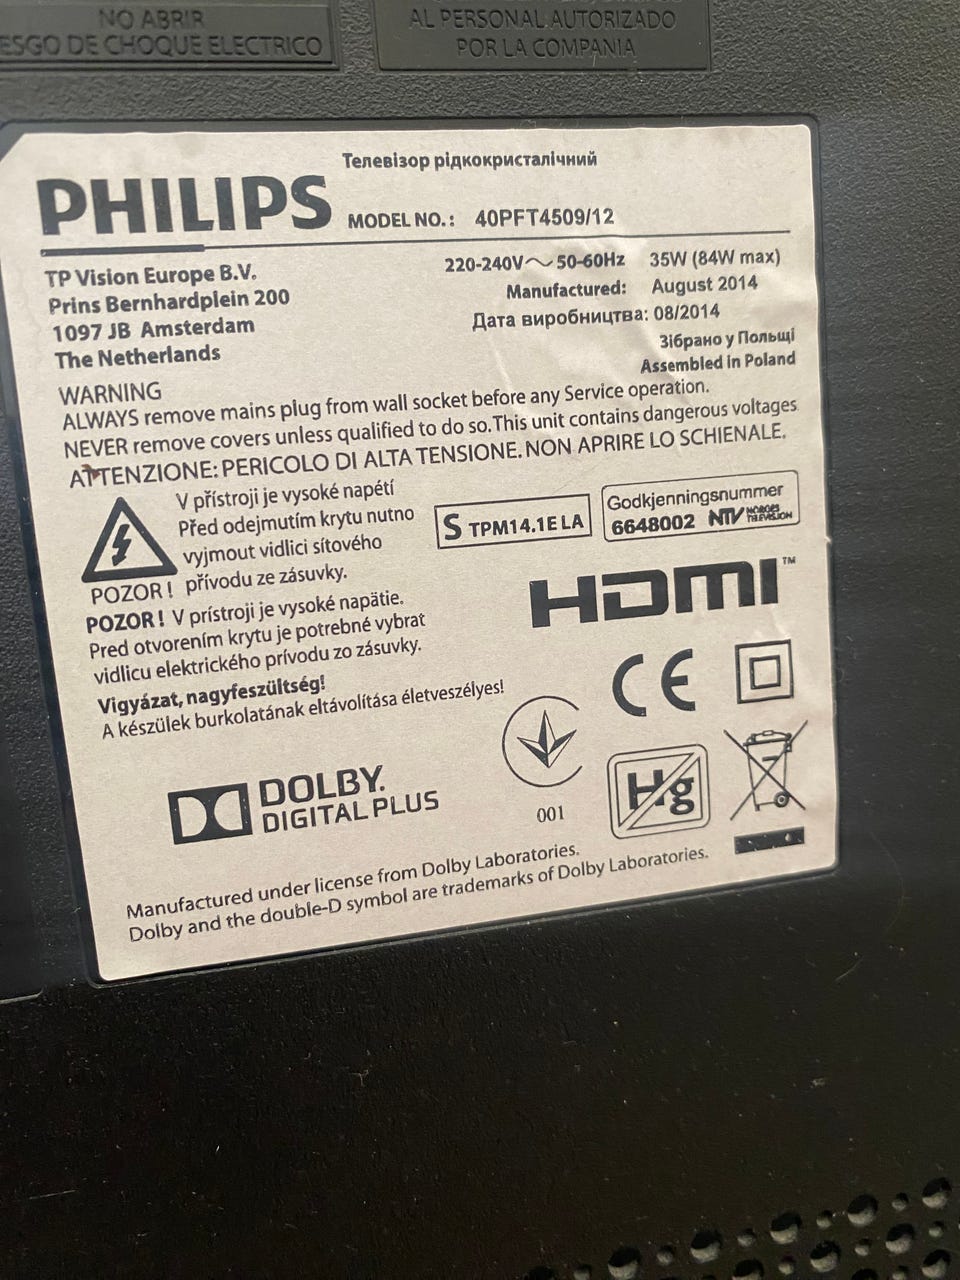 NO ABRIR
ESGO DE CHOQUE ELECTRICO
AL PERSONAL AUTORIZADO
POR LA COMPANIA
Телевізор рідкокристалічний
PHILIPS
MODEL NO.: 40PFT4509/12
TP Vision Europe B.V.
Prins Bernhardplein 200
1097 JB Amsterdam
The Netherlands
220-240V~50-60Hz 35W (84W max)
Manufactured: August 2014
Дата виробництва: 08/2014
Зібрано у Польщі
Assembled in Poland
WARNING
ALWAYS remove mains plug from wall socket before any Service operation.
NEVER remove covers unless qualified to do so. This unit contains dangerous voltages
ATTENZIONE: PERICOLO DI ALTA TENSIONE. NON APRIRE LO SCHIENALE.
V přístroji je vysoké napétí
Před odejmutím krytu nutno
vyjmout vidlici sítového
POZOR! přívodu ze zásuvky.
S TPM14.1E LA
Godkjenningsnummer
6648002 NTV NORGES TELEVISJON
POZOR! V prístroji je vysoké napätie.
Pred otvorením krytu je potrebné vybrat
vidlicu elektrického prívodu zo zásuvky.
Vigyázat, nagyfeszültség!
A készülek burkolatának eltávolítása életveszélyes!
HDMI™
CE
001
Hg
DOLBY.
DIGITAL PLUS
Manufactured under license from Dolby Laboratories.
Dolby and the double-D symbol are trademarks of Dolby Laboratories.